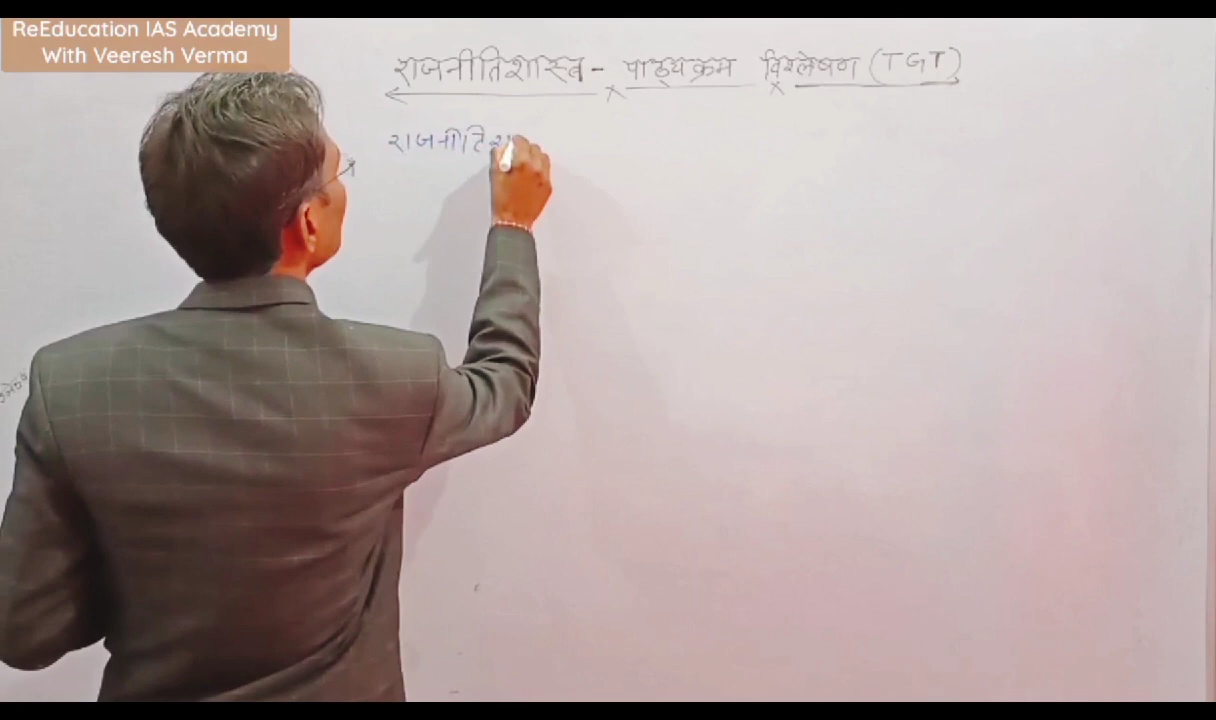 ReEducation IAS Academy
With Veeresh Verma
राजनीतिशास्त्र - पाठ्यक्रम विश्लेषण (TGT)
राजनीतिश